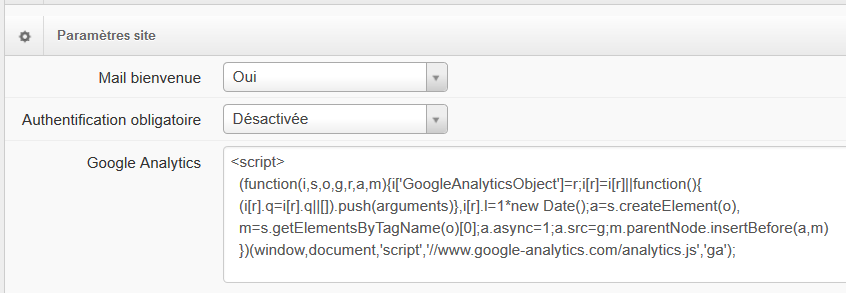 Paramètres site
Mail bienvenue Oui
Authentification obligatoire Désactivée
Google Analytics <script>
(function(i,s,o,g,r,a,m){i['GoogleAnalyticsObject']=r;i[r]=i[r]||function(){
(i[r].q=i[r].q||[]).push(arguments)},i[r].l=1*new Date();a=s.createElement(o),
m=s.getElementsByTagName(o)[0];a.async=1;a.src=g;m.parentNode.insertBefore(a,m)
})(window,document,'script','//www.google-analytics.com/analytics.js','ga');